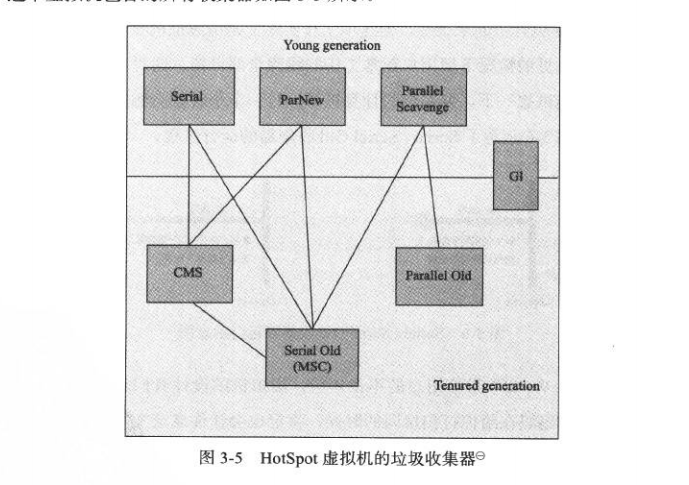 Young generation
Serial
ParNew
Parallel
Scavenge
G1
CMS
Parallel Old
Serial Old
(MSC)
Tenured generation
图 3-5 HotSpot 虚拟机的垃圾收集器⊖